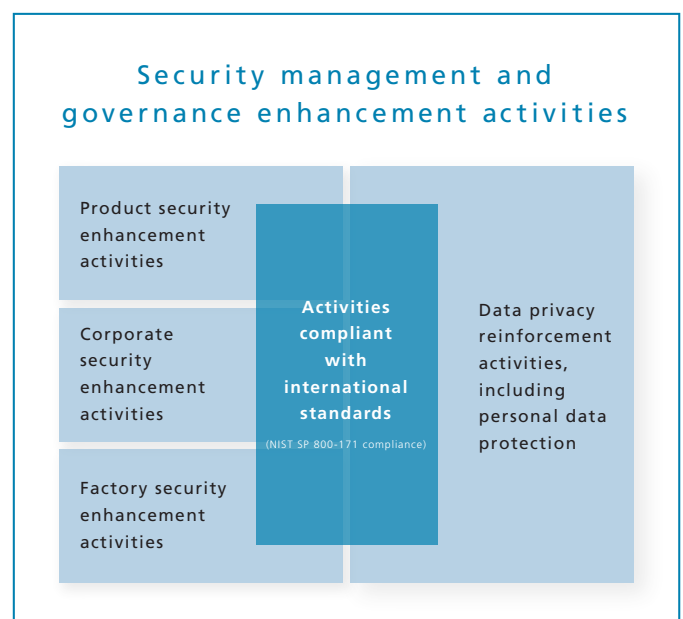 Security management and
governance enhancement activities
Product security
enhancement
activities
Corporate
security
enhancement
activities
Factory security
enhancement
activities
Activities
compliant
with
international
standards
(NIST SP 800-171 compliance)
Data privacy
reinforcement
activities,
including
personal data
protection